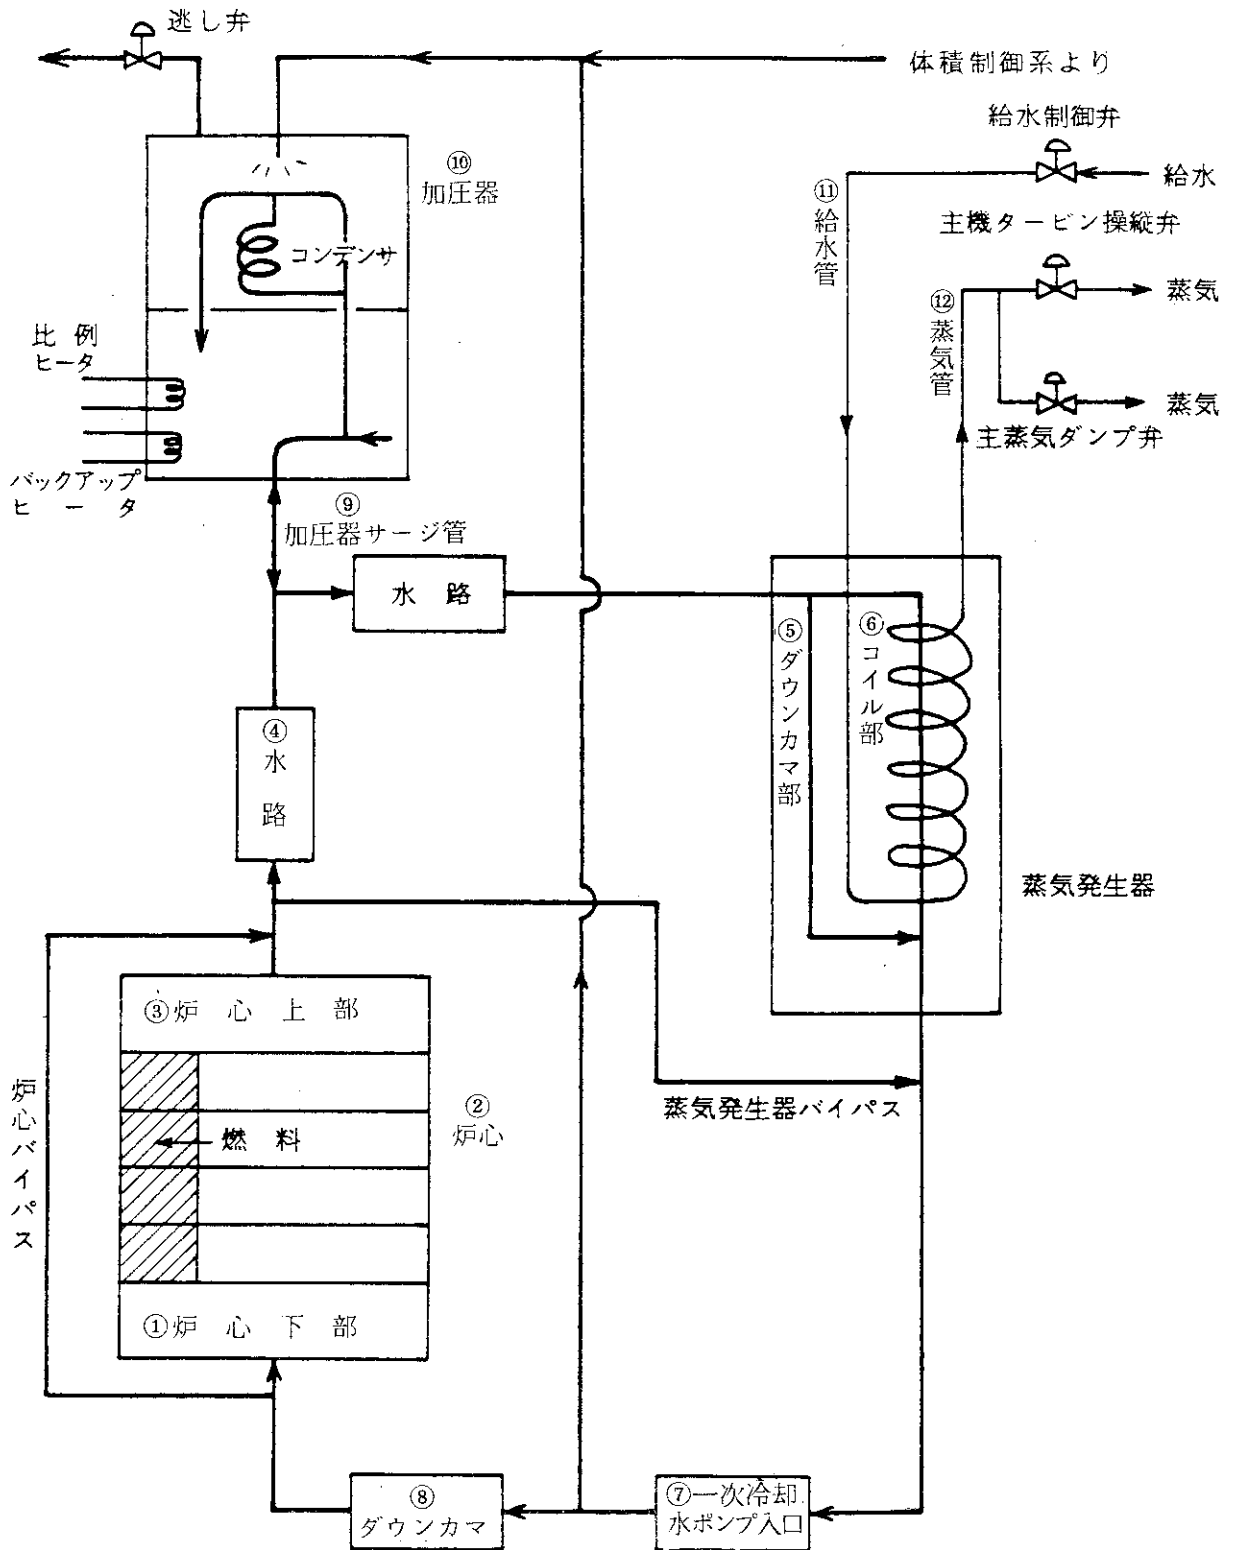 逃し弁
体積制御系より
給水制御弁
給水
⑩
加圧器
⑪
給水管
主機タービン操縦弁
蒸気
コンデンサ
⑫
蒸気管
比例
ヒータ
蒸気
主蒸気ダンプ弁
バックアップ
ヒータ
⑨
加圧器サージ管
水路
⑤ダウンカマ部
⑥コイル部
④
水
路
蒸気発生器
③炉心上部
炉心バイパス
②
炉心
蒸気発生器バイパス
燃料
①炉心下部
⑧
ダウンカマ
⑦一次冷却
水ポンプ入口